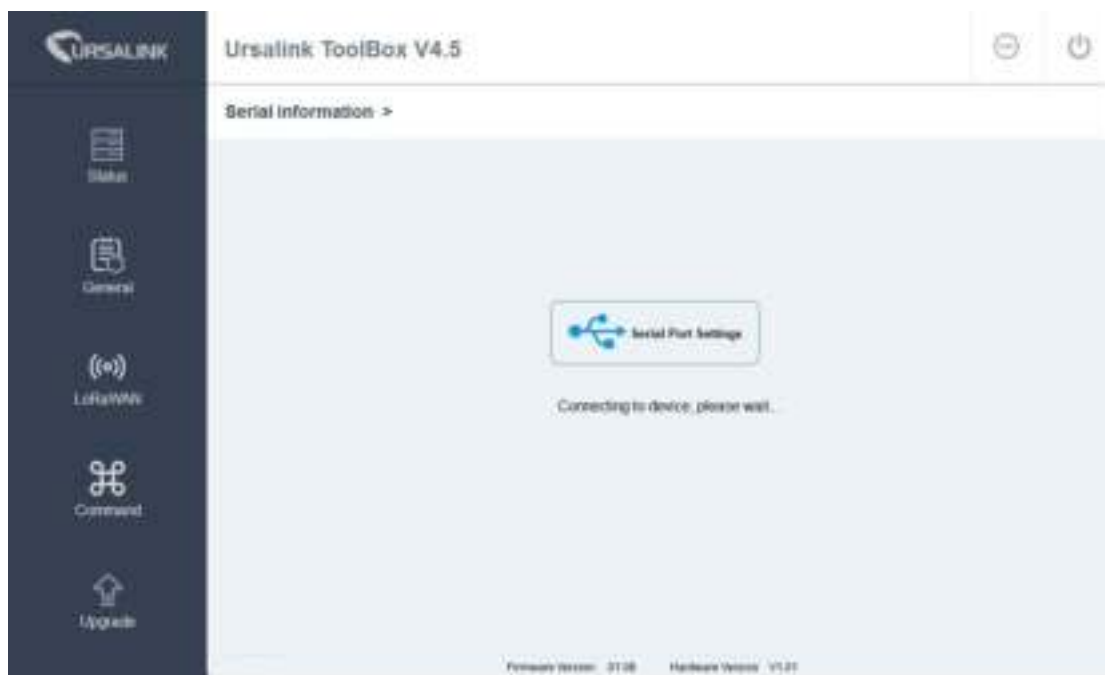 URSALINK
Ursalink ToolBox V4.5
Serial information >
Status
General
LoRaWAN
Command
Upgrade
Serial Port Settings
Connecting to device, please wait...
Firmware Version Hardware Version